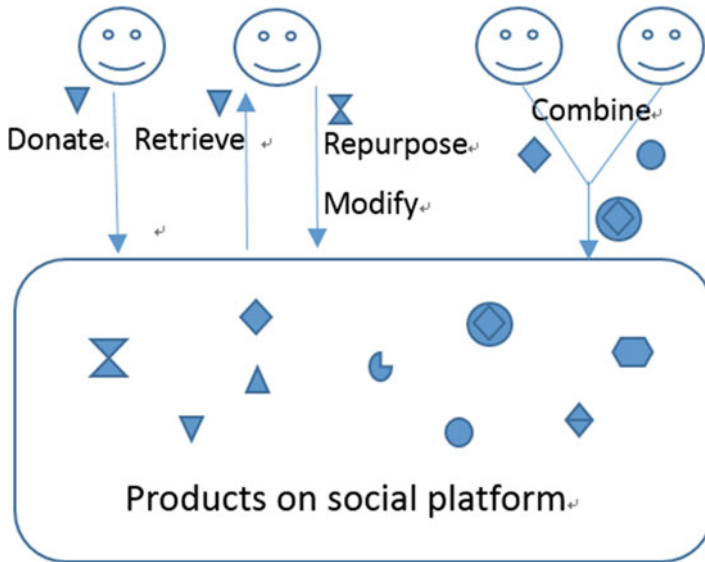 Donate
Retrieve
Repurpose
Modify
Combine
Products on social platform